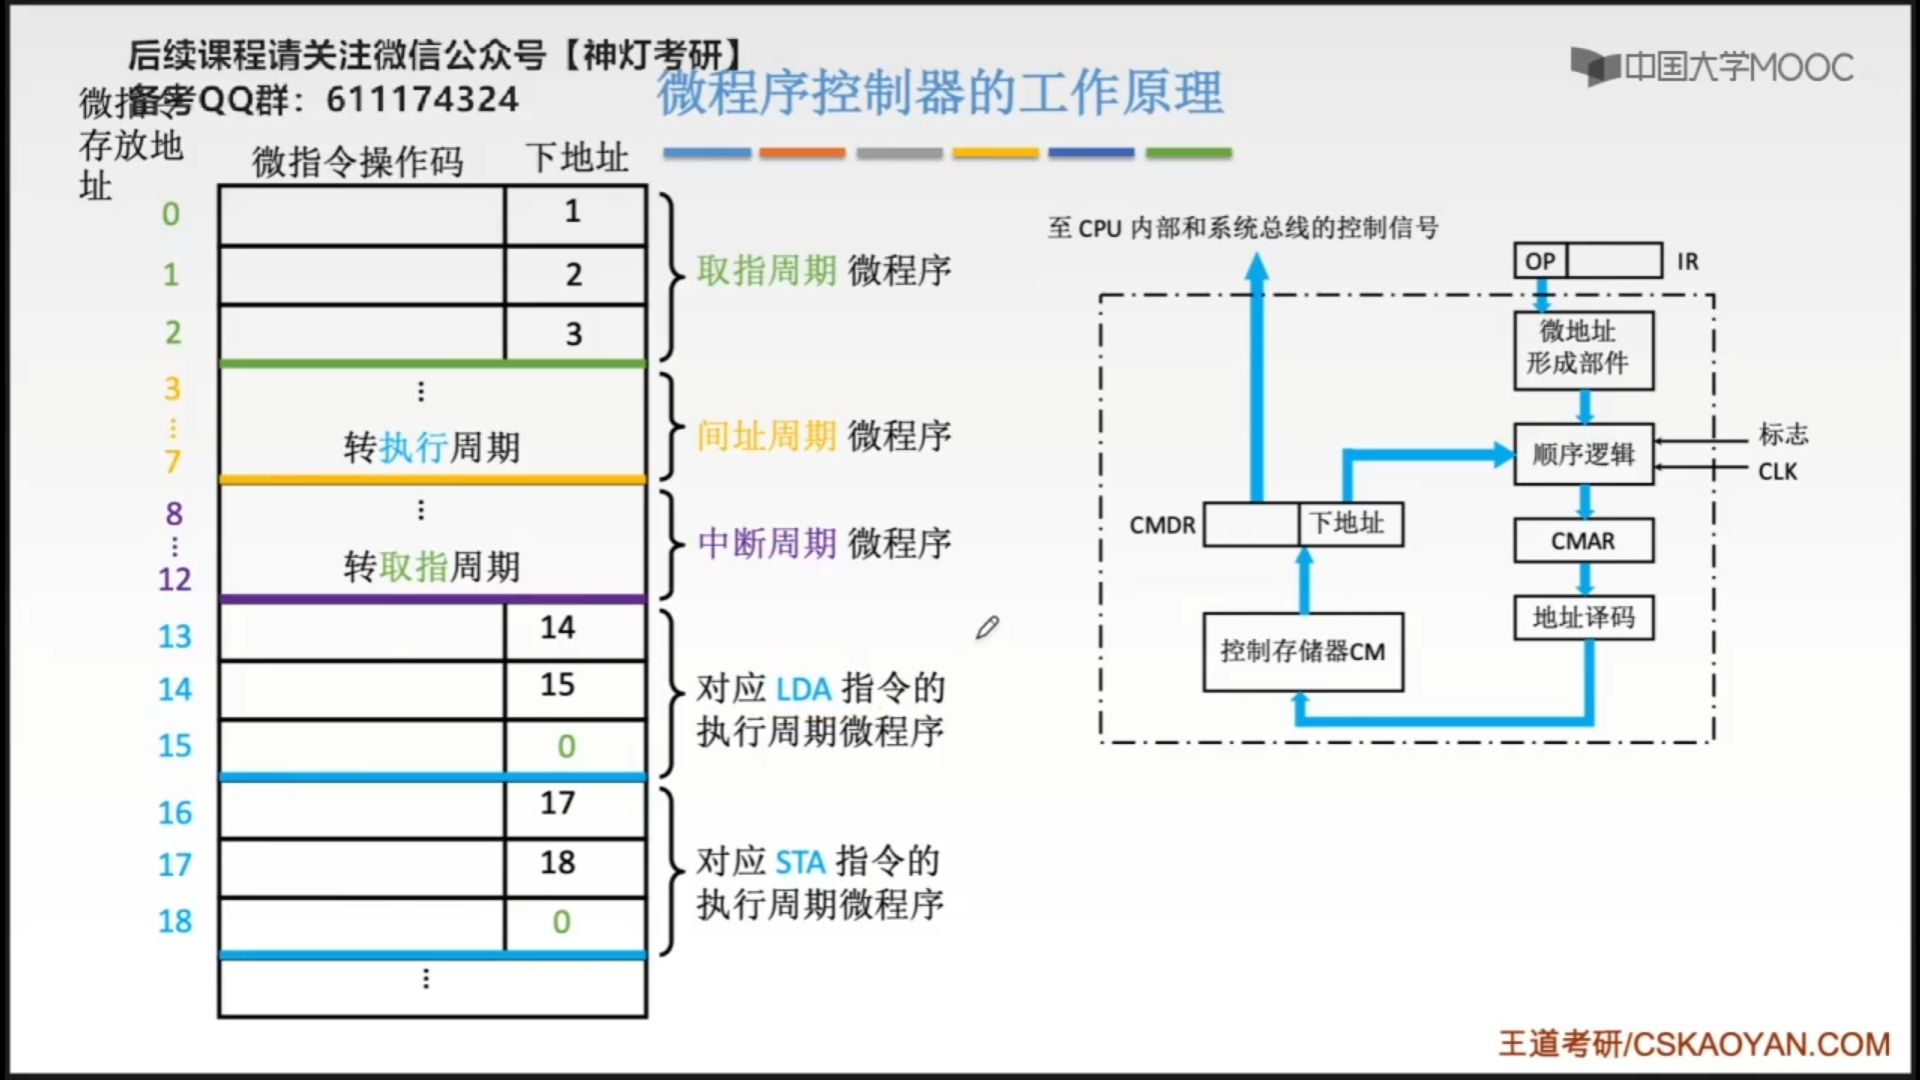 后续课程请关注微信公众号【神灯考研】
备考QQ群：611174324
微程序控制器的工作原理
中国大学MOOC
微指令
存放地
址
微指令操作码 下地址
0 1
1 2
2 3
取指周期 微程序
3
⋮
7
⋮
转执行周期
间址周期 微程序
8
⋮
12
⋮
转取指周期
中断周期 微程序
13 14
14 15
15 0
对应 LDA 指令的
执行周期微程序
16 17
17 18
18 0
对应 STA 指令的
执行周期微程序
⋮
至 CPU 内部和系统总线的控制信号
OP IR
微地址
形成部件
顺序逻辑
标志
CLK
CMDR 下地址
CMAR
地址译码
控制存储器CM
王道考研/CSKAOYAN.COM